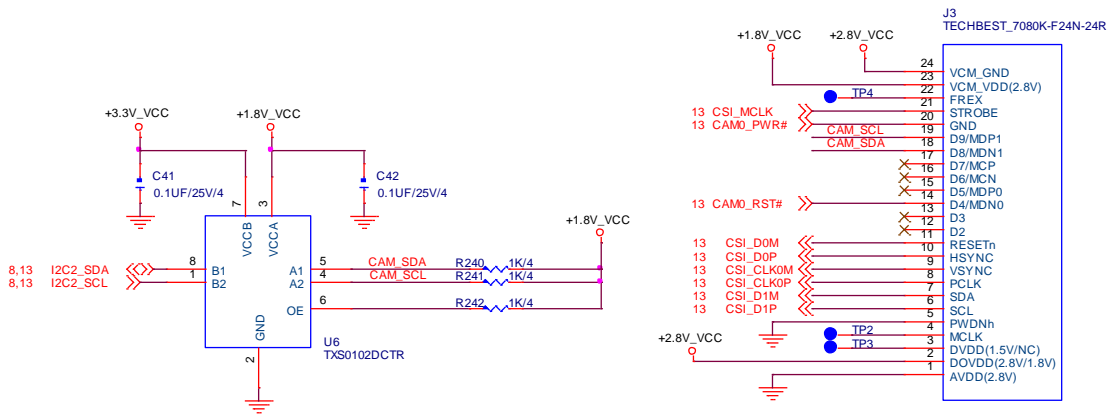 J3
TECHBEST_7080K-F24N-24R
+1.8V_VCC
+2.8V_VCC
24
VCM_GND
23
VCM_VDD(2.8V)
22
TP4
FREX
21
13 CSI_MCLK
STROBE
20
13 CAM0_PWR#
GND
19
CAM_SCL
D9/MDP1
18
CAM_SDA
D8/MDN1
17
D7/MCP
16
D6/MCN
15
D5/MDP0
14
13 CAM0_RST#
D4/MDN0
13
D3
12
D2
11
13 CSI_D0M
RESETn
10
13 CSI_D0P
HSYNC
9
13 CSI_CLK0M
VSYNC
8
13 CSI_CLK0P
PCLK
7
13 CSI_D1M
SDA
6
13 CSI_D1P
SCL
5
PWDNh
4
TP2
MCLK
3
TP3
DVDD(1.5V/NC)
+2.8V_VCC
2
DOVDD(2.8V/1.8V)
1
AVDD(2.8V)
+3.3V_VCC
+1.8V_VCC
C41
0.1UF/25V/4
C42
0.1UF/25V/4
7
3
VCCB
VCCA
+1.8V_VCC
8,13 I2C2_SDA
8
B1
A1
5
CAM_SDA
R240
1K/4
8,13 I2C2_SCL
1
B2
A2
4
CAM_SCL
R241
1K/4
OE
6
R242
1K/4
GND
2
U6
TXS0102DCTR